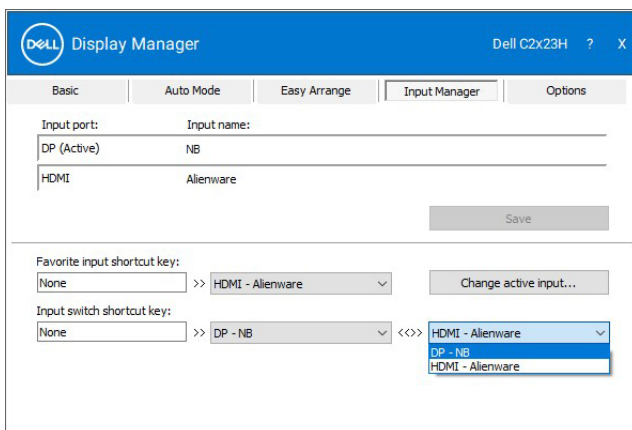 DELL Display Manager Dell C2x23H ? X
Basic Auto Mode Easy Arrange Input Manager Options
Input port: Input name:
DP (Active) NB
HDMI Alienware
Save
Favorite input shortcut key:
None >> HDMI - Alienware Change active input...
Input switch shortcut key:
None >> DP - NB <<>> HDMI - Alienware
DP - NB
HDMI - Alienware